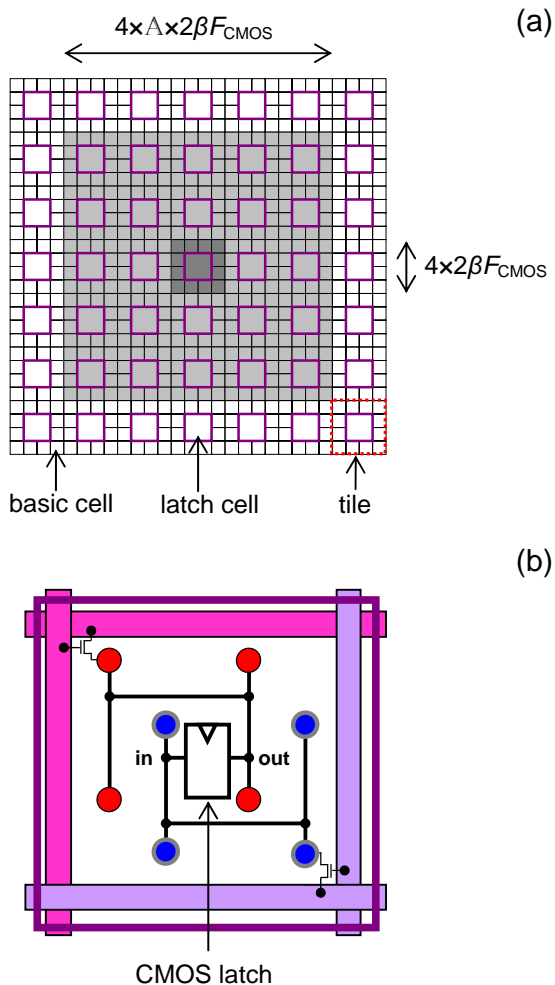 (a)
4×𝔸×2βF_CMOS
4×2βF_CMOS
basic cell
latch cell
tile
(b)
in
out
CMOS latch